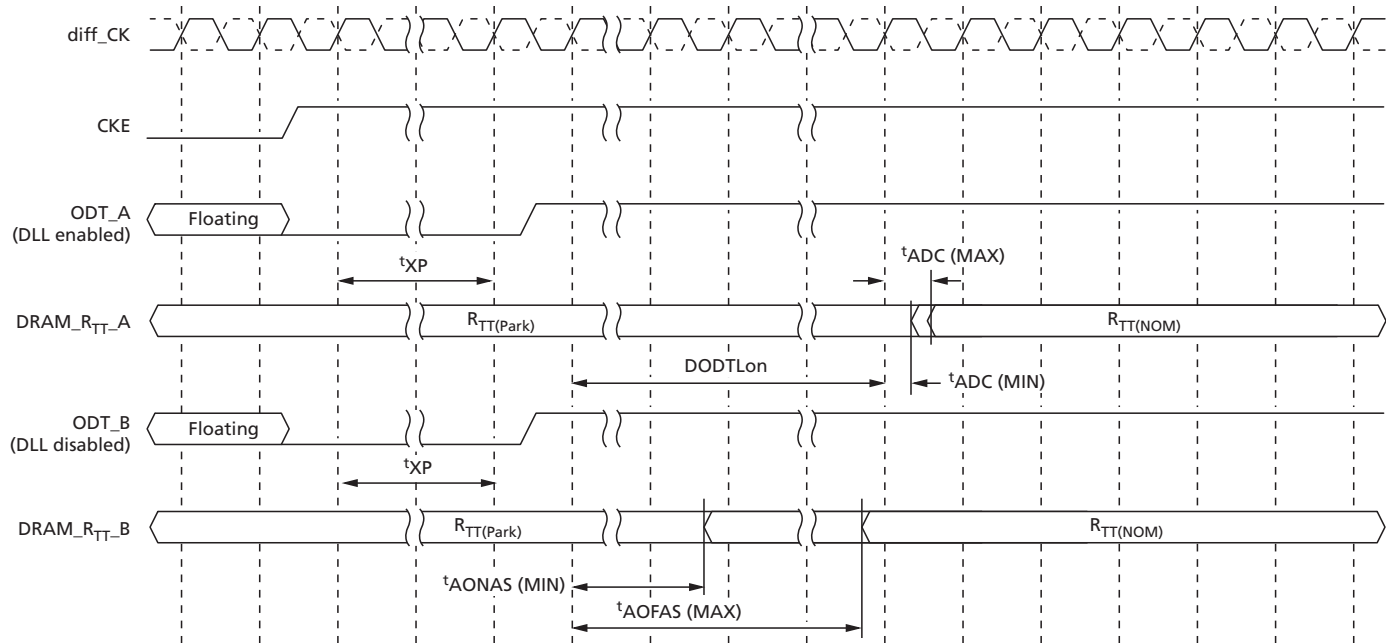 diff_CK
CKE
ODT_A
(DLL enabled)
Floating
tXP
tADC (MAX)
DRAM_RTT_A
RTT(Park)
RTT(NOM)
DODTLon
tADC (MIN)
ODT_B
(DLL disabled)
Floating
tXP
DRAM_RTT_B
RTT(Park)
RTT(NOM)
tAONAS (MIN)
tAOFAS (MAX)